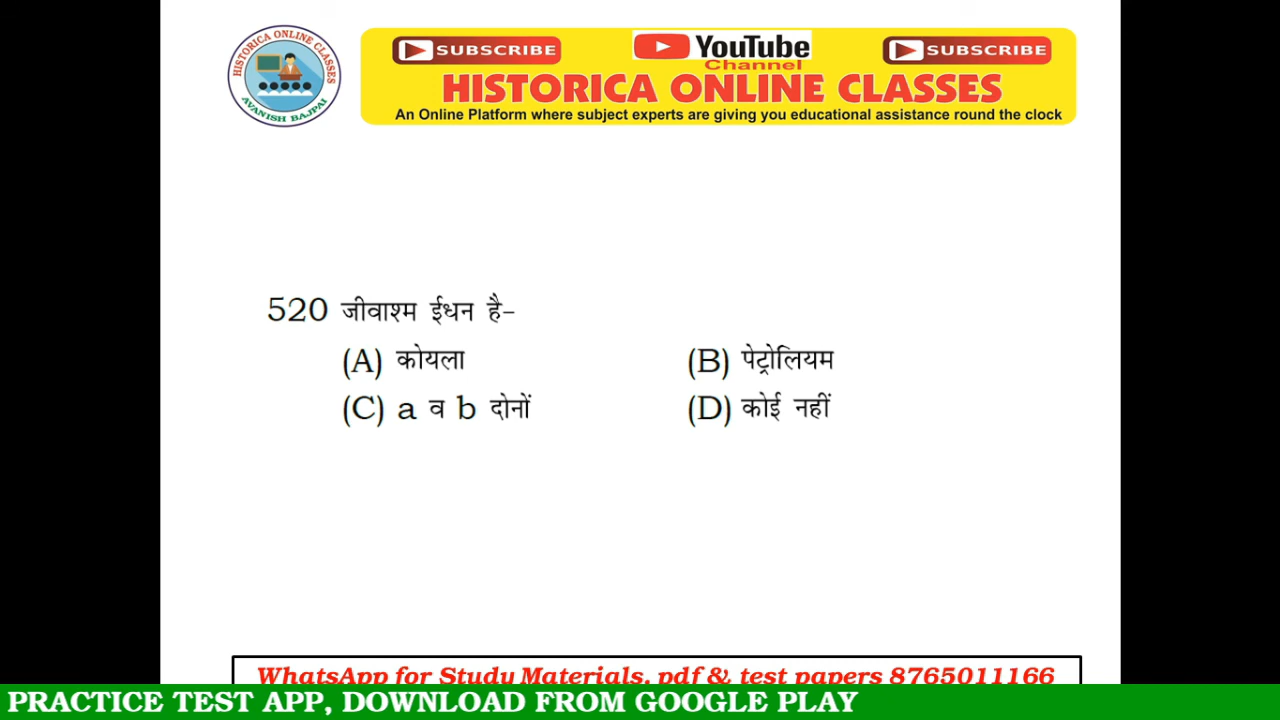 HISTORICA ONLINE CLASSES
AVANISH BAJPAI
SUBSCRIBE
YouTube
SUBSCRIBE
Channel
HISTORICA ONLINE CLASSES
An Online Platform where subject experts are giving you educational assistance round the clock
520 जीवाश्म ईधन है-
(A) कोयला (B) पेट्रोलियम
(C) a व b दोनों (D) कोई नहीं
WhatsApp for Study Materials, pdf & test papers 8765011166
PRACTICE TEST APP, DOWNLOAD FROM GOOGLE PLAY